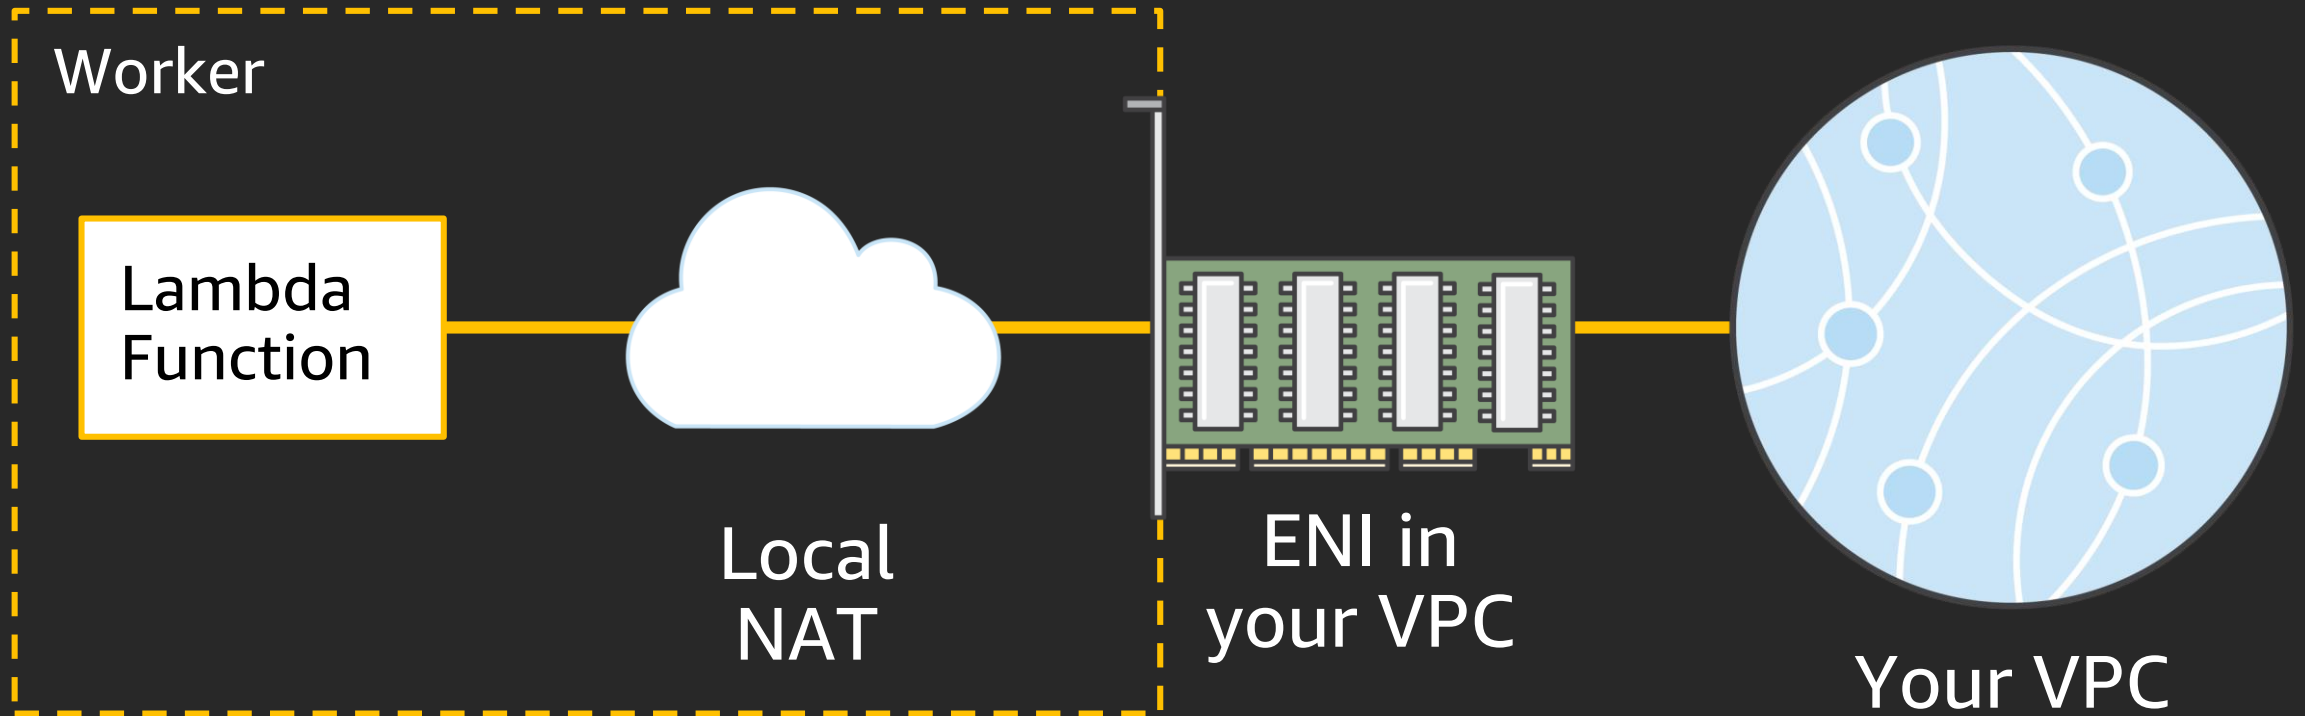 Worker
Lambda
Function
Local
NAT
ENI in
your VPC
Your VPC